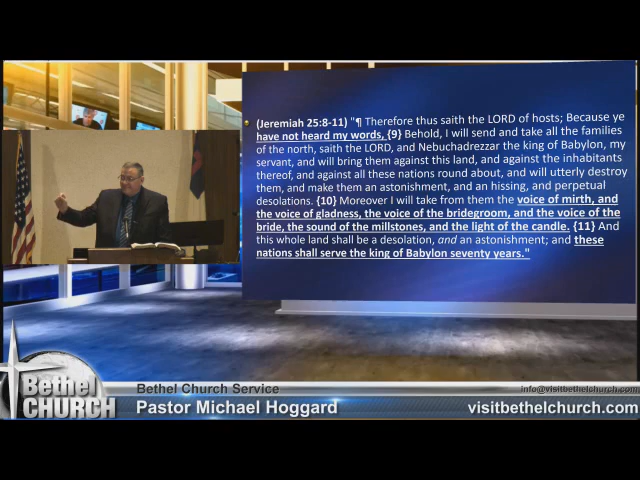 (Jeremiah 25:8-11) "¶ Therefore thus saith the LORD of hosts; Because ye
have not heard my words, {9} Behold, I will send and take all the families
of the north, saith the LORD, and Nebuchadrezzar the king of Babylon, my
servant, and will bring them against this land, and against the inhabitants
thereof, and against all these nations round about, and will utterly destroy
them, and make them an astonishment, and an hissing, and perpetual
desolations. {10} Moreover I will take from them the voice of mirth, and
the voice of gladness, the voice of the bridegroom, and the voice of the
bride, the sound of the millstones, and the light of the candle. {11} And
this whole land shall be a desolation, and an astonishment; and these
nations shall serve the king of Babylon seventy years."
Bethel
CHURCH
Bethel Church Service
info@visitbethelchurch.com
Pastor Michael Hoggard
visitbethelchurch.com